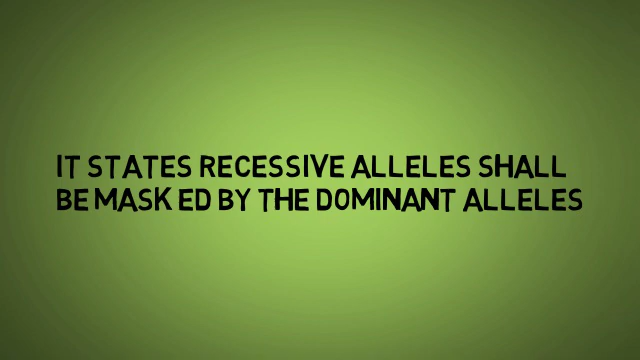 IT STATES RECESSIVE ALLELES SHALL
BE MASK ED BY THE DOMINANT ALLELES